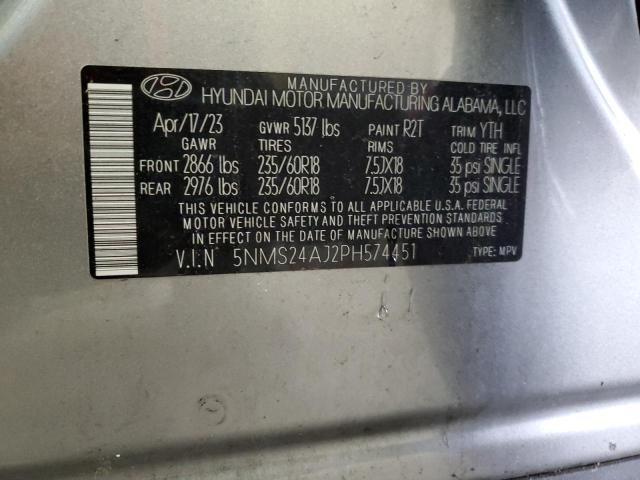 MANUFACTURED BY
HYUNDAI MOTOR MANUFACTURING ALABAMA, LLC
Apr/17/23 GVWR 5137 lbs PAINT R2T TRIM YTH
GAWR TIRES RIMS COLD TIRE INFL
FRONT 2866 lbs 235/60R18 7.5JX18 35 psi SINGLE
REAR 2976 lbs 235/60R18 7.5JX18 35 psi SINGLE
THIS VEHICLE CONFORMS TO ALL APPLICABLE U.S.A. FEDERAL
MOTOR VEHICLE SAFETY AND THEFT PREVENTION STANDARDS
IN EFFECT ON THE DATE OF MANUFACTURE SHOWN ABOVE.
V.I.N 5NMS24AJ2PH574451 TYPE: MPV